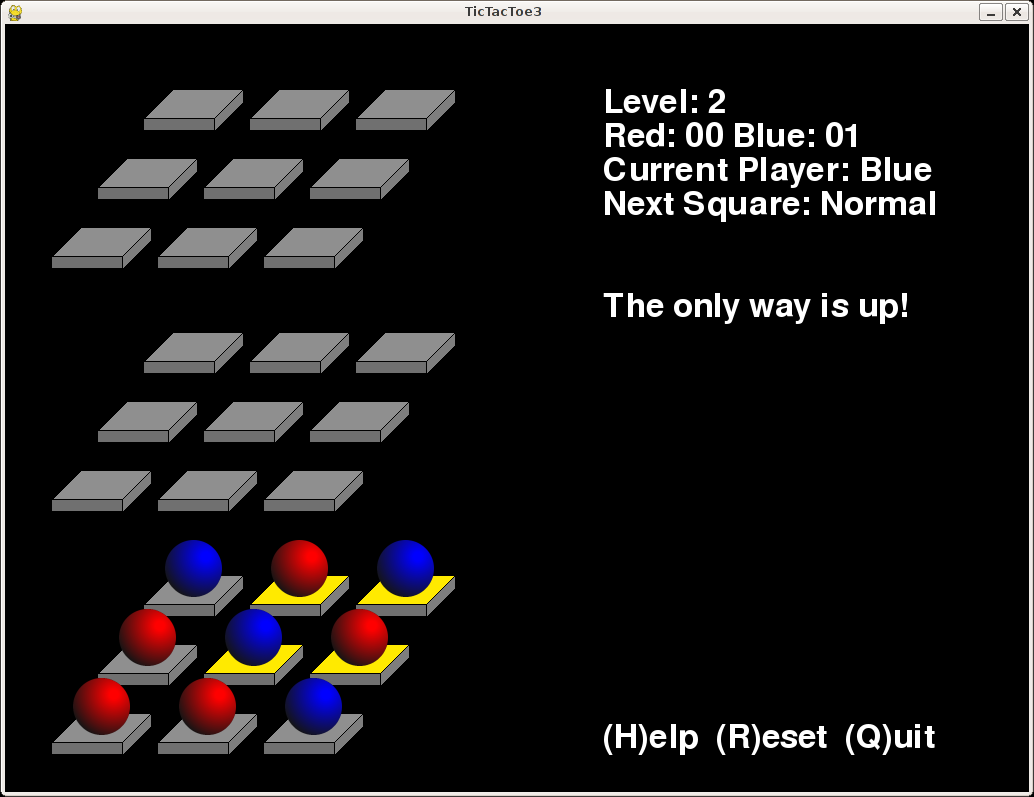 TicTacToe3
Level: 2
Red: 00 Blue: 01
Current Player: Blue
Next Square: Normal
The only way is up!
(H)elp (R)eset (Q)uit